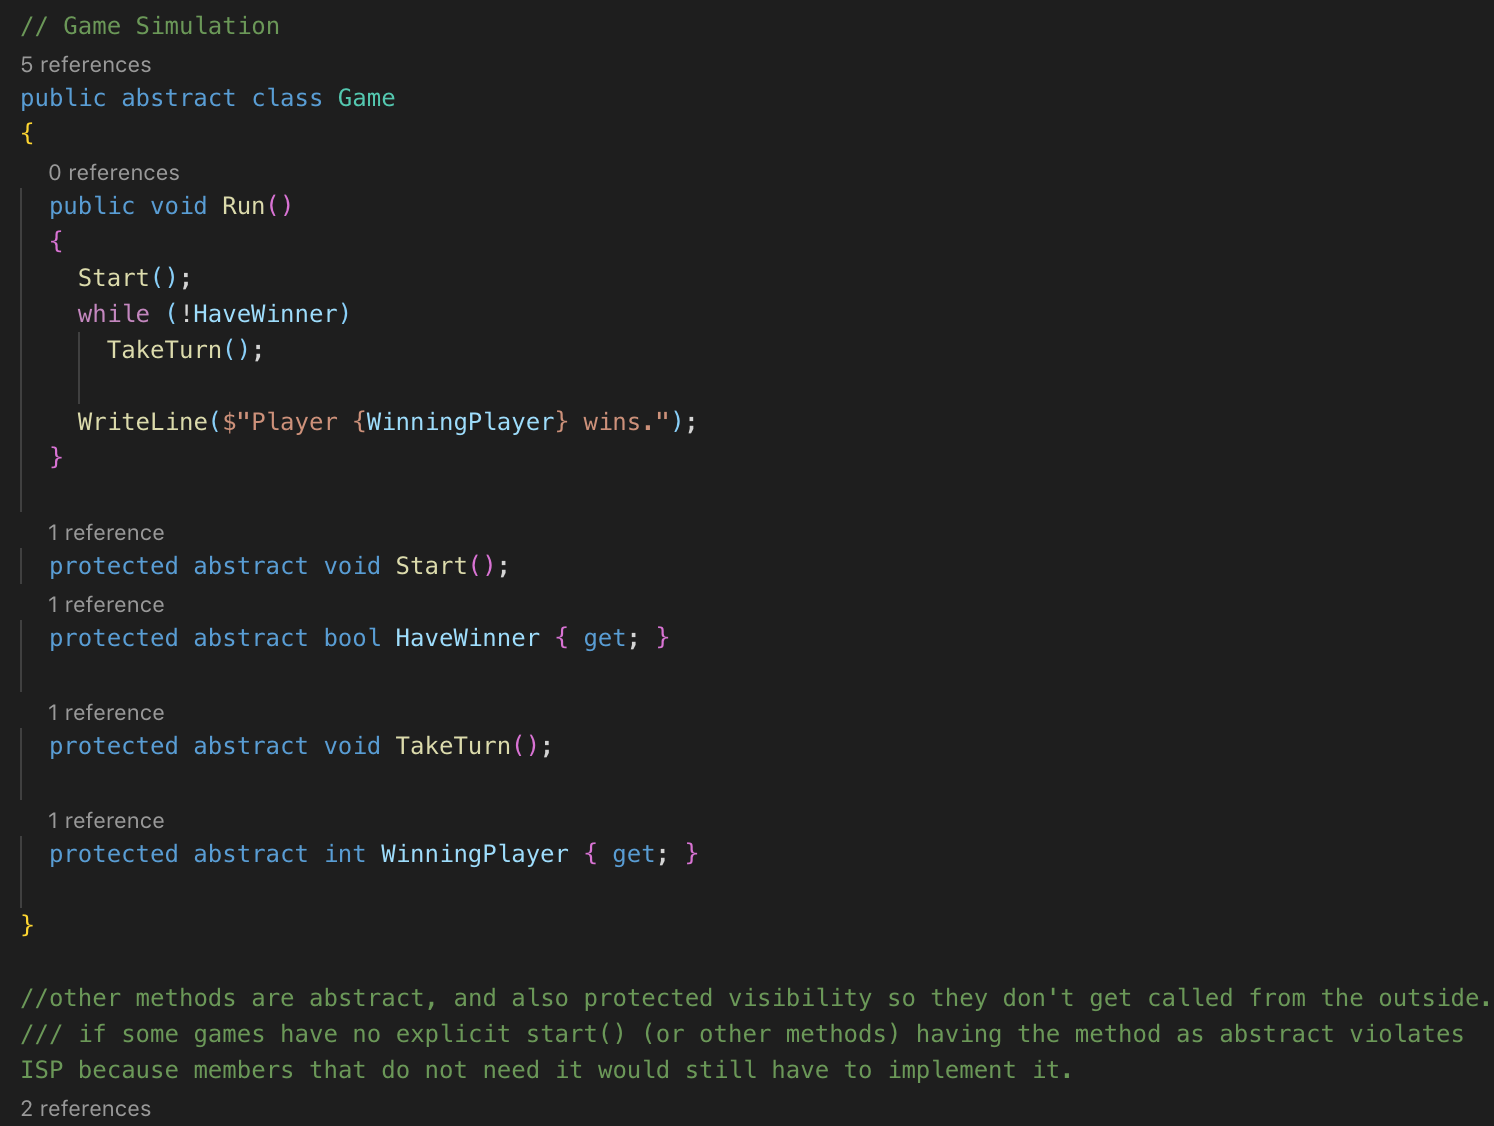 // Game Simulation
5 references
public abstract class Game
{
0 references
public void Run()
{
Start();
while (!HaveWinner)
TakeTurn();
WriteLine($"Player {WinningPlayer} wins.");
}
1 reference
protected abstract void Start();
1 reference
protected abstract bool HaveWinner { get; }
1 reference
protected abstract void TakeTurn();
1 reference
protected abstract int WinningPlayer { get; }
}
//other methods are abstract, and also protected visibility so they don't get called from the outside.
/// if some games have no explicit start() (or other methods) having the method as abstract violates
ISP because members that do not need it would still have to implement it.
2 references